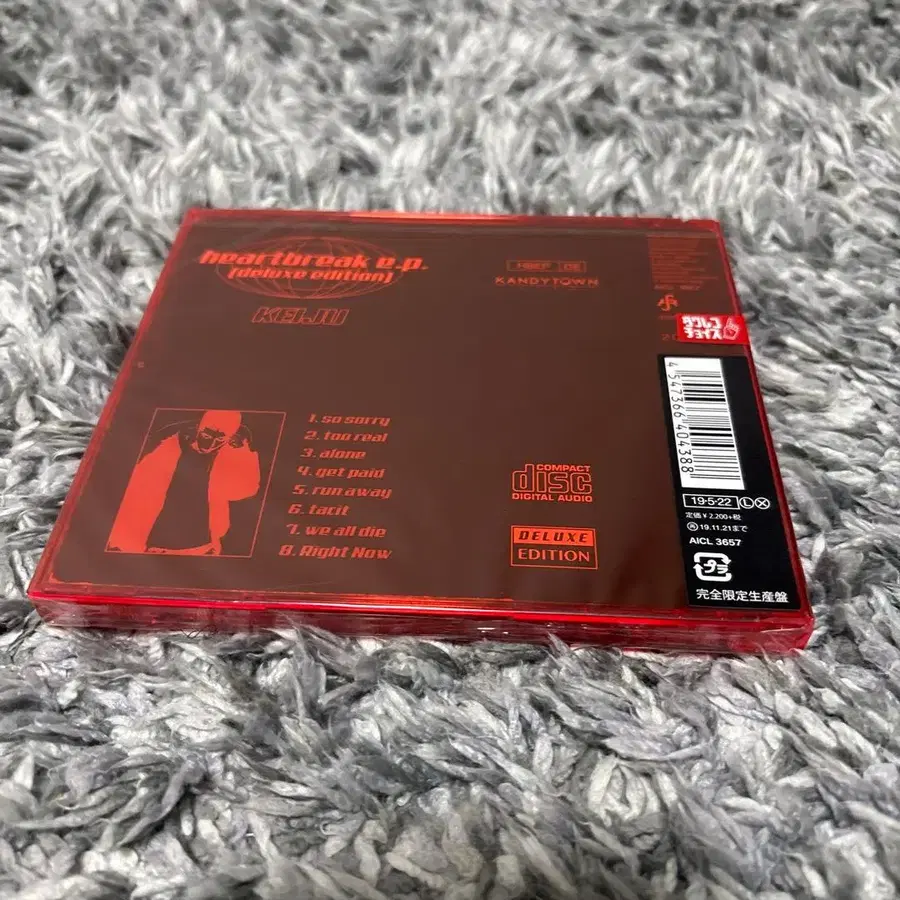 heartbreak e.p.
(deluxe edition)
KEIJU
KANDYTOWN
1. so sorry
2. too real
3. alone
4. get paid
5. run away
6. tacit
7. we all die
8. Right Now
COMPACT
disc
DIGITAL AUDIO
DELUXE
EDITION
タワレコ
チョイス
4 547366 404388
19·5·22 Ⓛ Ⓧ
定価¥2,200+税
19.11.21まで
AICL 3657
プラ
完全限定生産盤